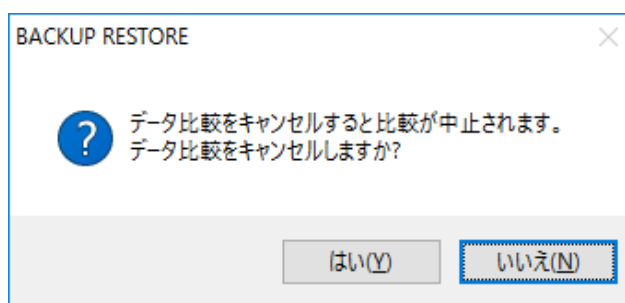 BACKUP RESTORE
データ比較をキャンセルすると比較が中止されます。
データ比較をキャンセルしますか?
はい(Y)
いいえ(N)